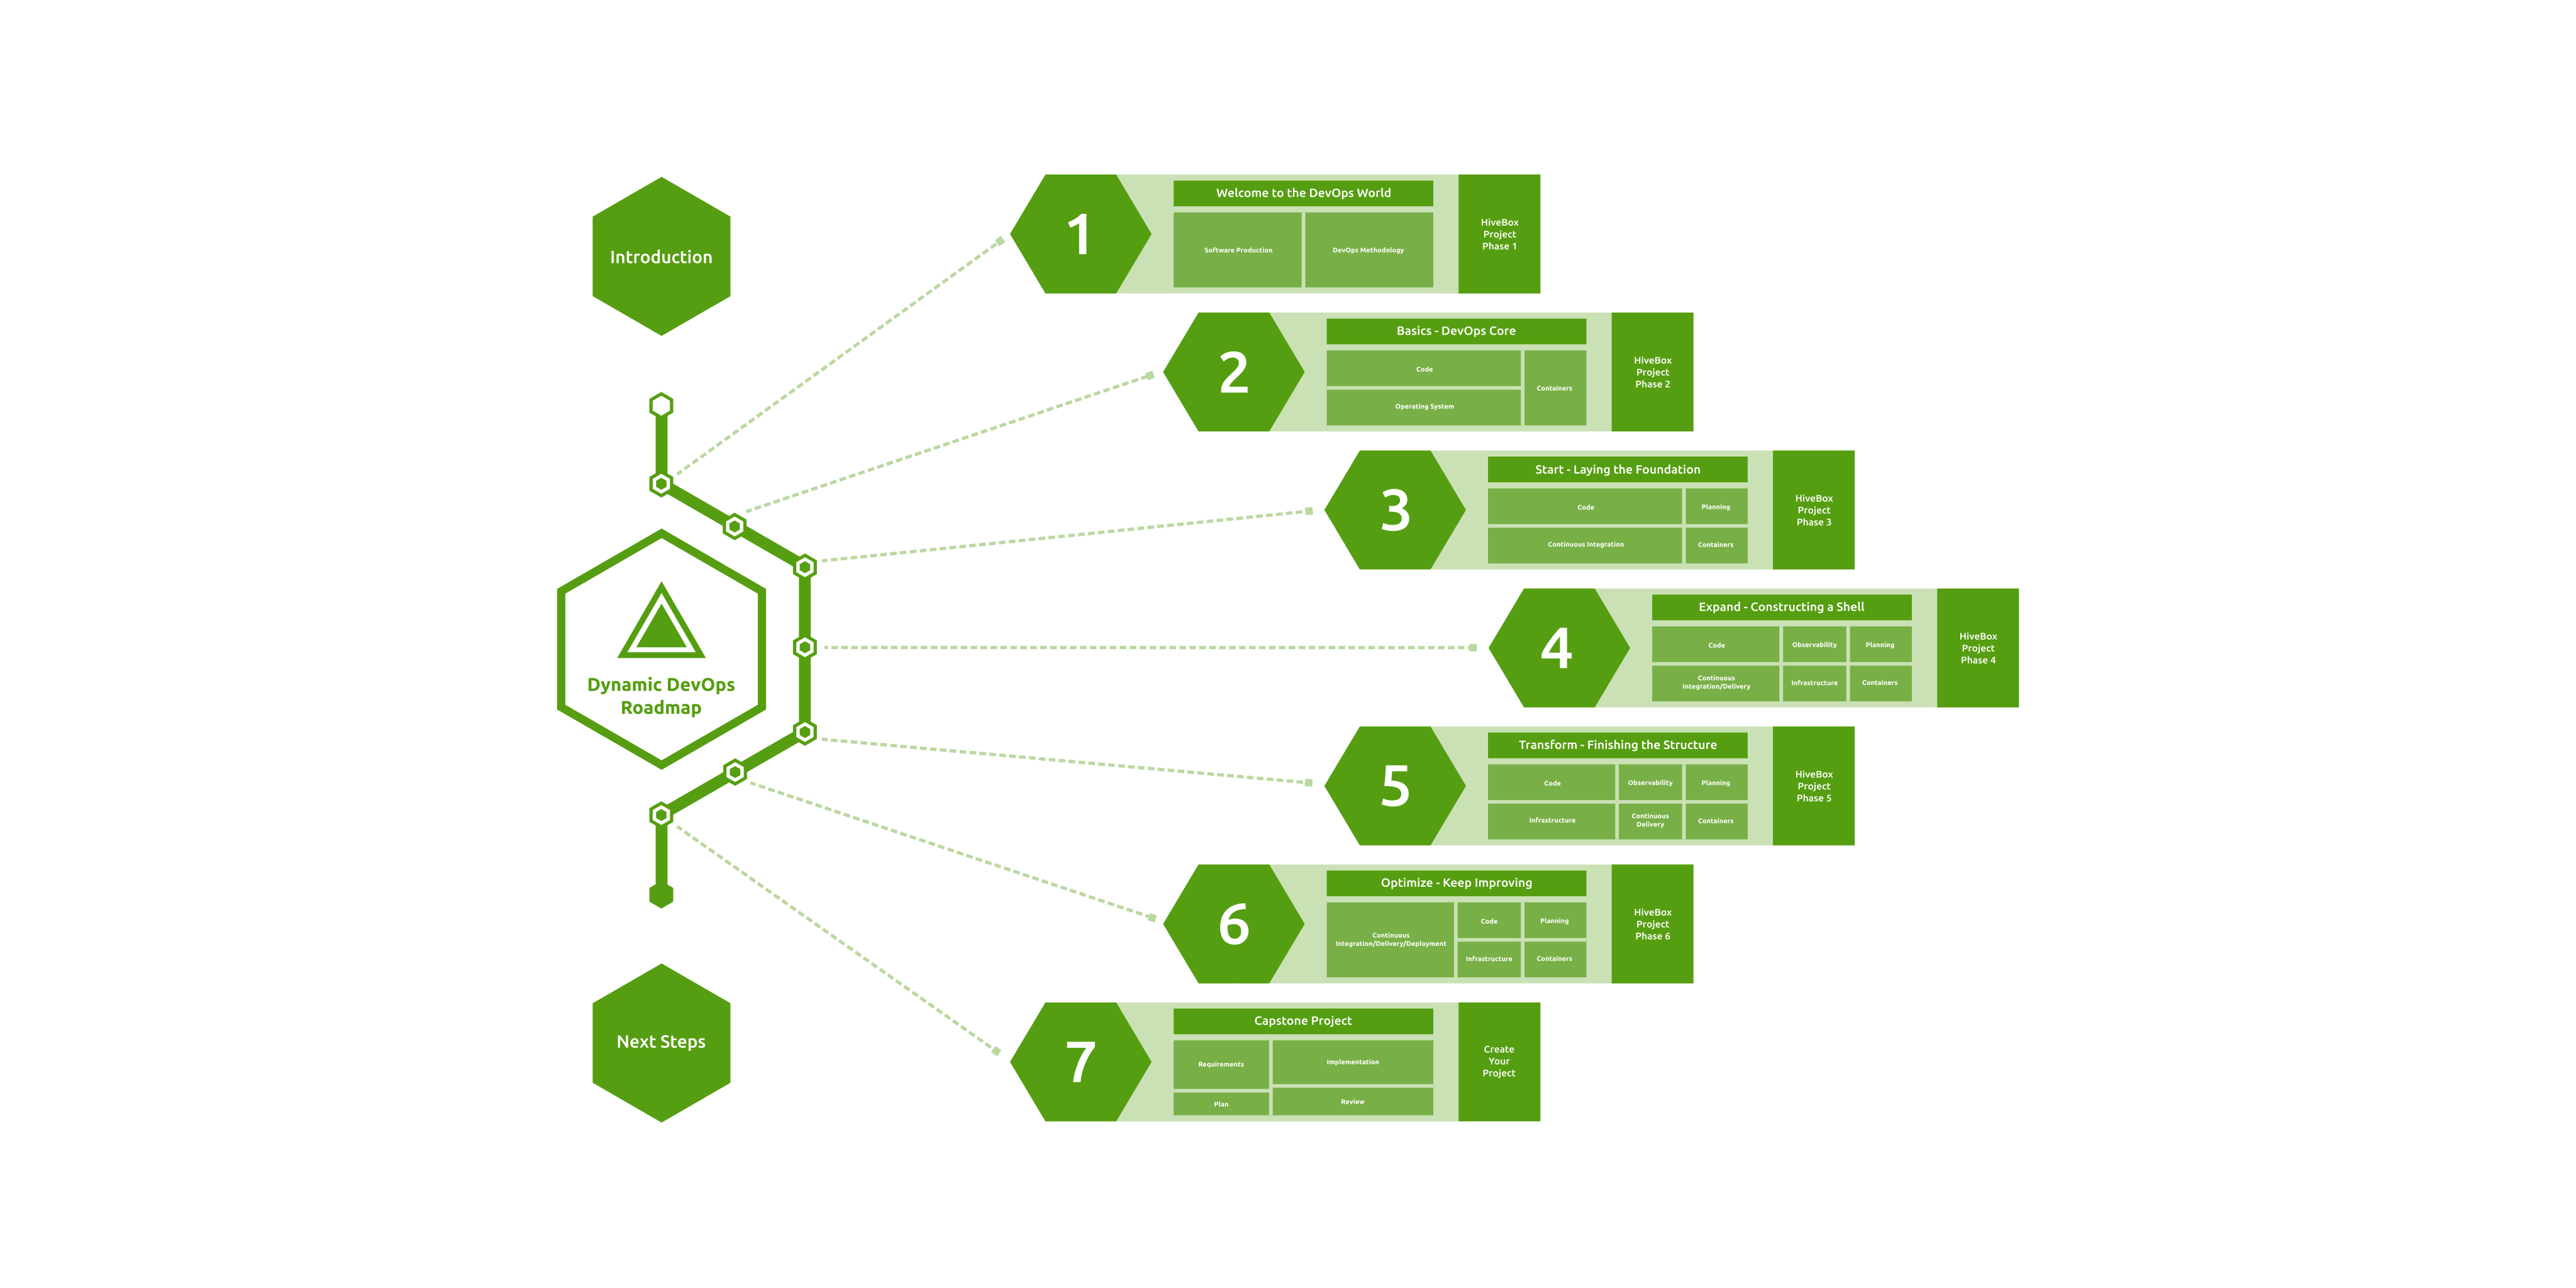 Introduction
Dynamic DevOps
Roadmap
Next Steps
1
Welcome to the DevOps World
Software Production
DevOps Methodology
HiveBox
Project
Phase 1
2
Basics - DevOps Core
Code
Operating System
Containers
HiveBox
Project
Phase 2
3
Start - Laying the Foundation
Code
Planning
Continuous Integration
Containers
HiveBox
Project
Phase 3
4
Expand - Constructing a Shell
Code
Observability
Planning
Continuous
Integration/Delivery
Infrastructure
Containers
HiveBox
Project
Phase 4
5
Transform - Finishing the Structure
Code
Observability
Planning
Infrastructure
Continuous
Delivery
Containers
HiveBox
Project
Phase 5
6
Optimize - Keep Improving
Continuous
Integration/Delivery/Deployment
Code
Planning
Infrastructure
Containers
HiveBox
Project
Phase 6
7
Capstone Project
Requirements
Implementation
Plan
Review
Create
Your
Project